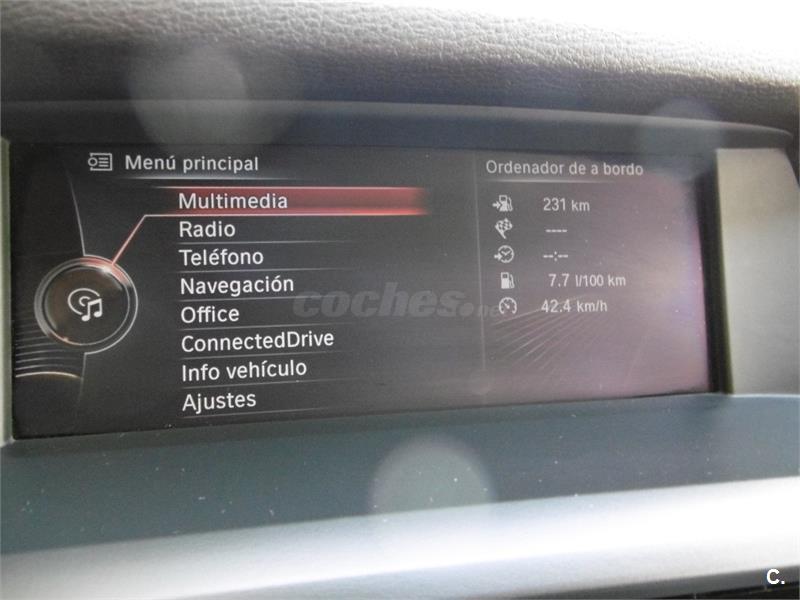 Menú principal
Multimedia
Radio
Teléfono
Navegación
Office
ConnectedDrive
Info vehículo
Ajustes
Ordenador de a bordo
231 km
----
--:--
7.7 l/100 km
42.4 km/h
coches.net
C.